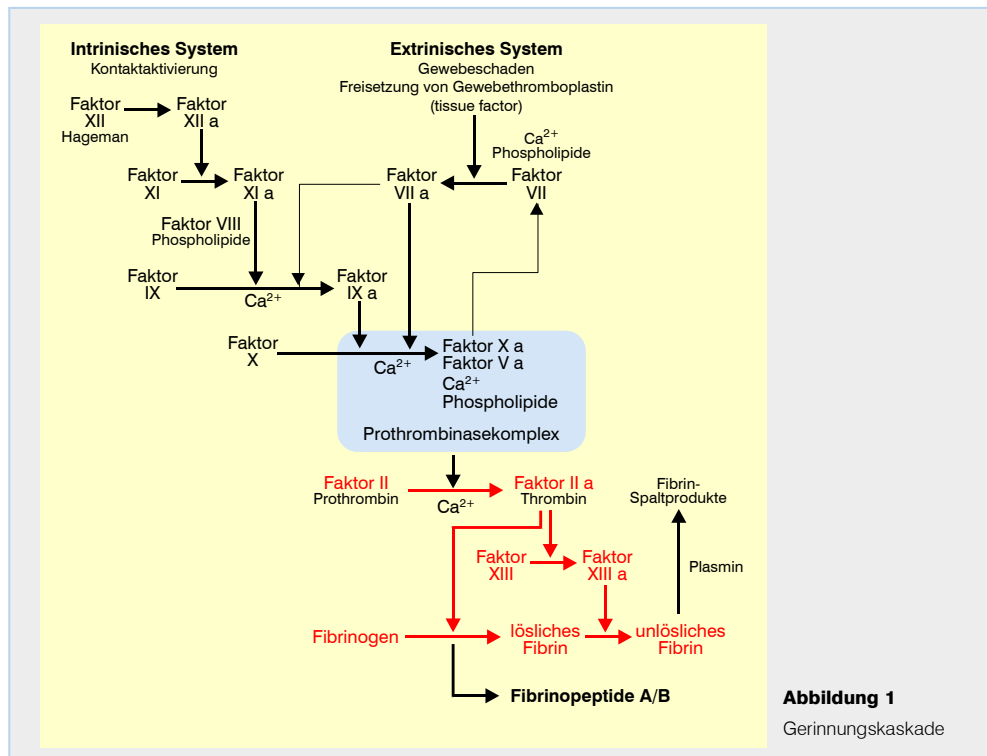 Intrinisches System
Kontaktaktivierung
Extrinisches System
Gewebeschaden
Freisetzung von Gewebethromboplastin
(tissue factor)
Faktor
XII
Hageman
Faktor
XII a
Ca2+
Phospholipide
Faktor
XI
Faktor
XI a
Faktor
VII a
Faktor
VII
Faktor VIII
Phospholipide
Faktor
IX
Ca2+
Faktor
IX a
Faktor
X
Ca2+
Faktor X a
Faktor V a
Ca2+
Phospholipide
Prothrombinasekomplex
Faktor II
Prothrombin
Ca2+
Faktor II a
Thrombin
Fibrin-
Spaltprodukte
Faktor
XIII
Faktor
XIII a
Plasmin
Fibrinogen
lösliches
Fibrin
unlösliches
Fibrin
Fibrinopeptide A/B
Abbildung 1
Gerinnungskaskade